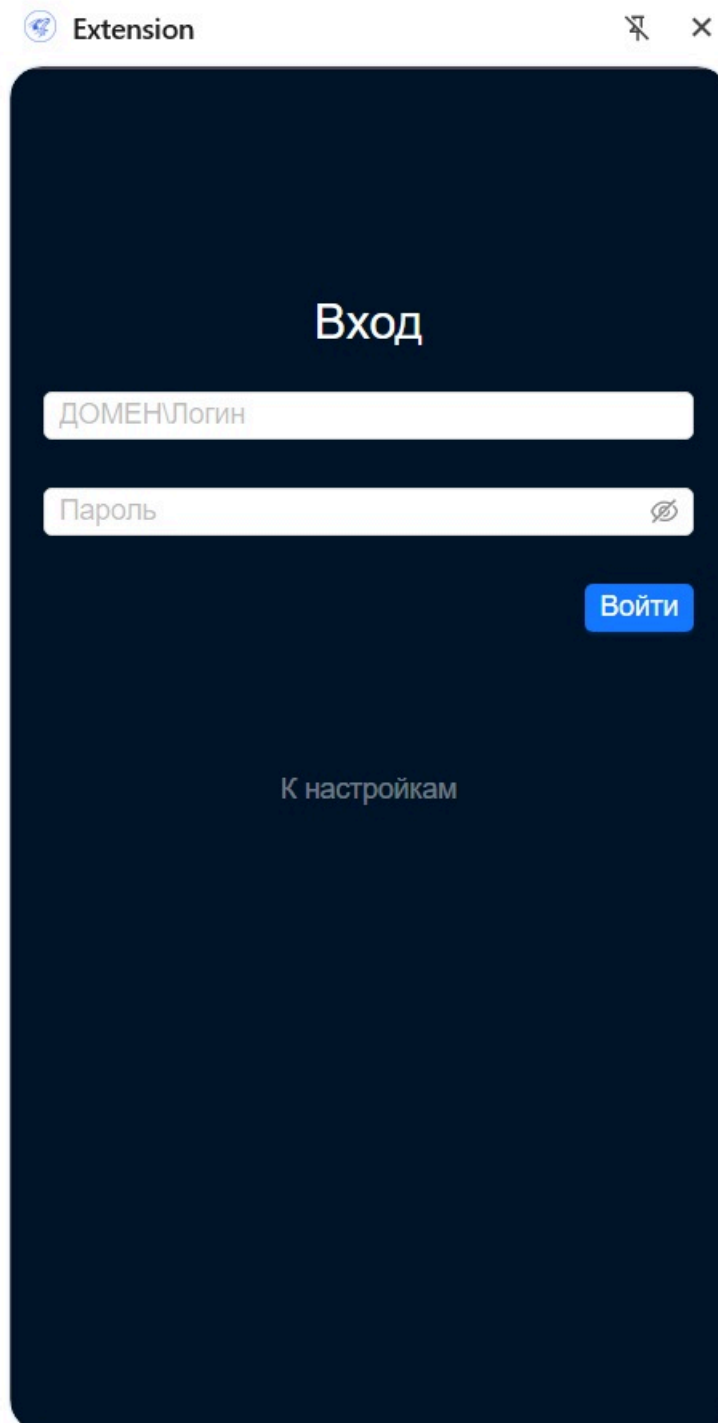 Extension
Вход
ДОМЕН\Логин
Пароль
Войти
К настройкам